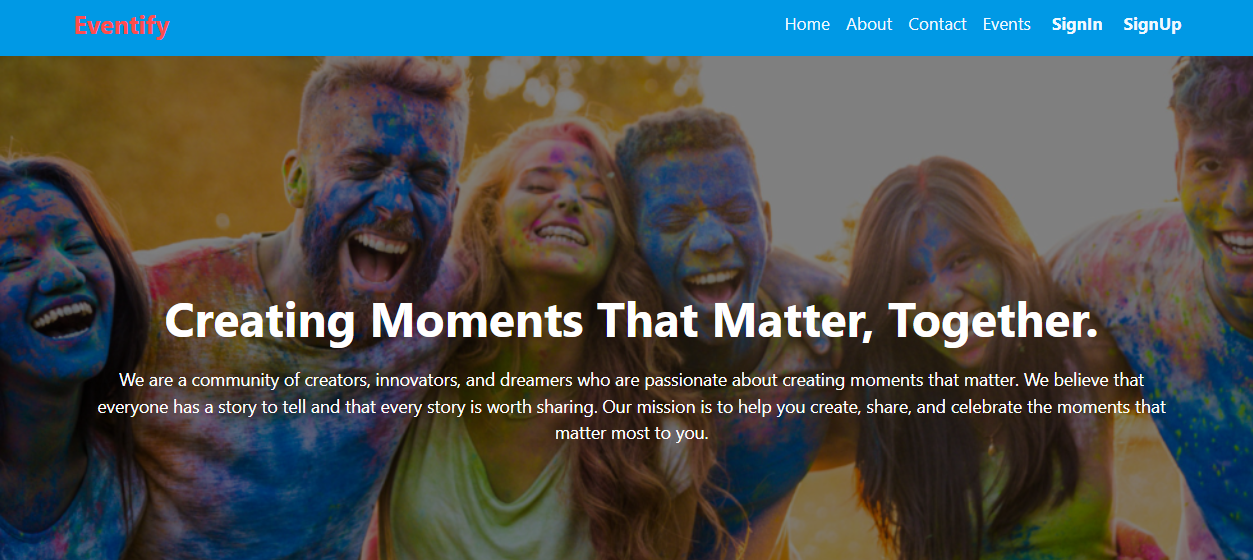 Eventify
Home About Contact Events SignIn SignUp
Creating Moments That Matter, Together.
We are a community of creators, innovators, and dreamers who are passionate about creating moments that matter. We believe that
everyone has a story to tell and that every story is worth sharing. Our mission is to help you create, share, and celebrate the moments that
matter most to you.